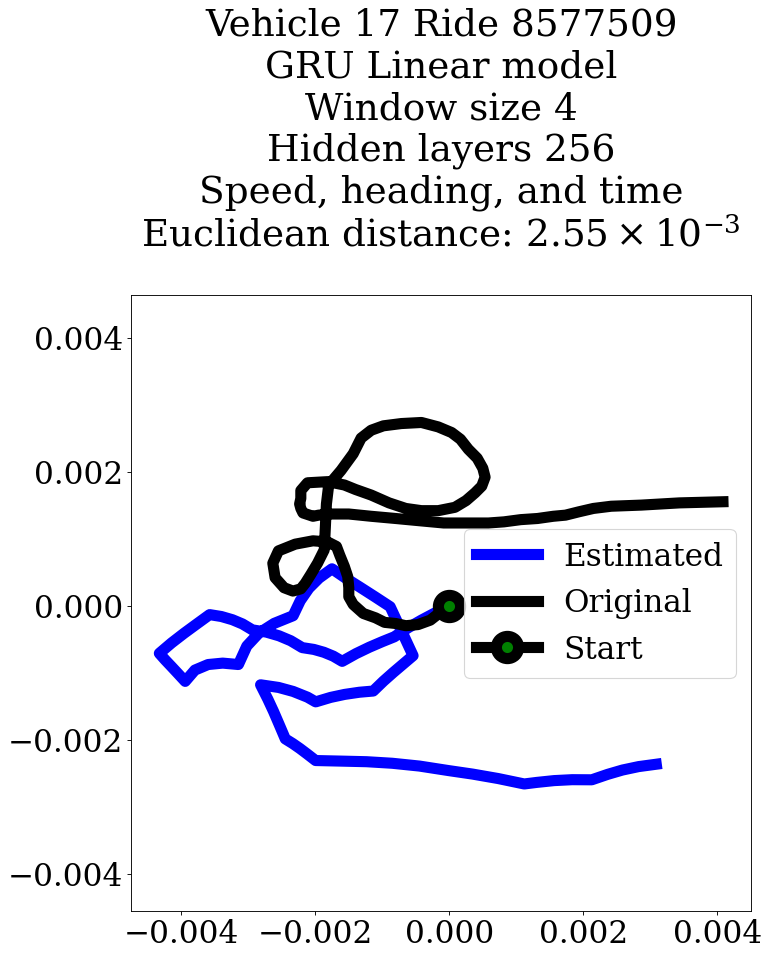 Vehicle 17 Ride 8577509
GRU Linear model
Window size 4
Hidden layers 256
Speed, heading, and time
Euclidean distance: 2.55 × 10⁻³
0.004
0.002
0.000
−0.002
−0.004
Estimated
Original
Start
−0.004 −0.002 0.000 0.002 0.004